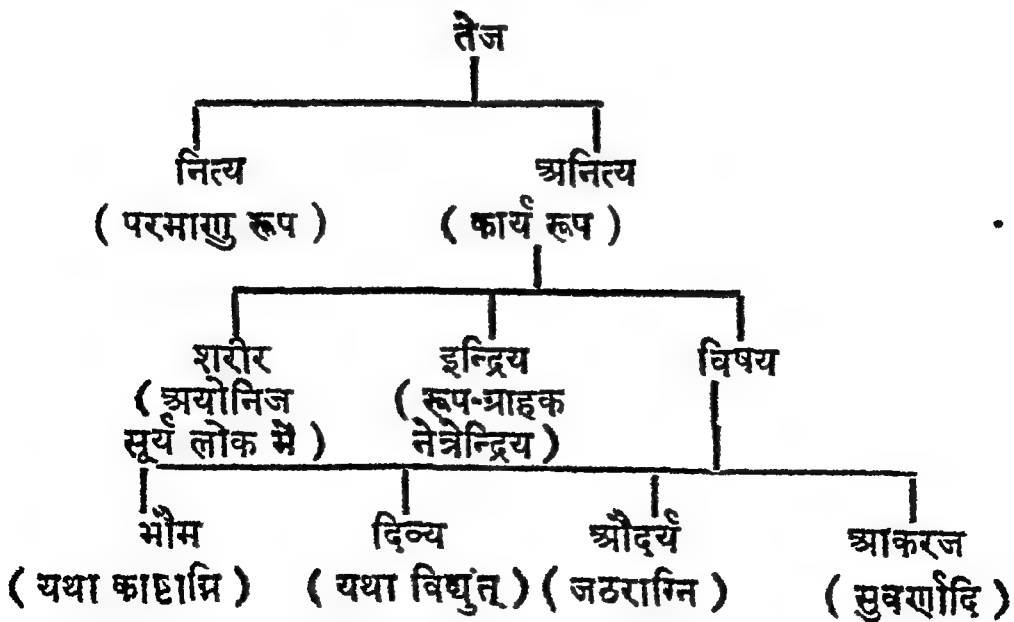 तेज
नित्य अनित्य
( परमाणु रूप ) ( कार्य रूप )
शरीर इन्द्रिय विषय
( अयोनिज ( रूप-ग्राहक
सूर्य लोक में ) नेत्रेन्द्रिय )
भौम दिव्य औदर्य आकरज
( यथा काष्ठाग्नि ) ( यथा विद्युत् ) ( जठराग्नि ) ( सुवर्णादि )